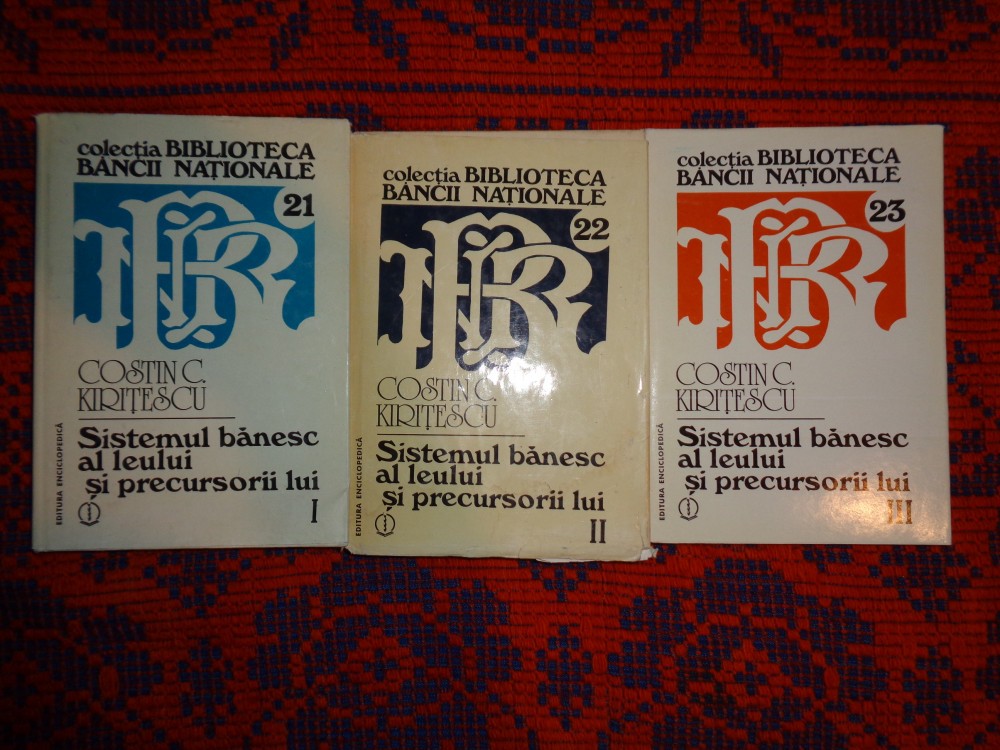 colecția BIBLIOTECA
BĂNCII NAȚIONALE
21
COSTIN C.
KIRIȚESCU
Sistemul bănesc
al leului
și precursorii lui
I
EDITURA ENCICLOPEDICĂ
colecția BIBLIOTECA
BĂNCII NAȚIONALE
22
COSTIN C.
KIRIȚESCU
Sistemul bănesc
al leului
și precursorii lui
II
EDITURA ENCICLOPEDICĂ
colecția BIBLIOTECA
BĂNCII NAȚIONALE
23
COSTIN C.
KIRIȚESCU
Sistemul bănesc
al leului
și precursorii lui
III
EDITURA ENCICLOPEDICĂ